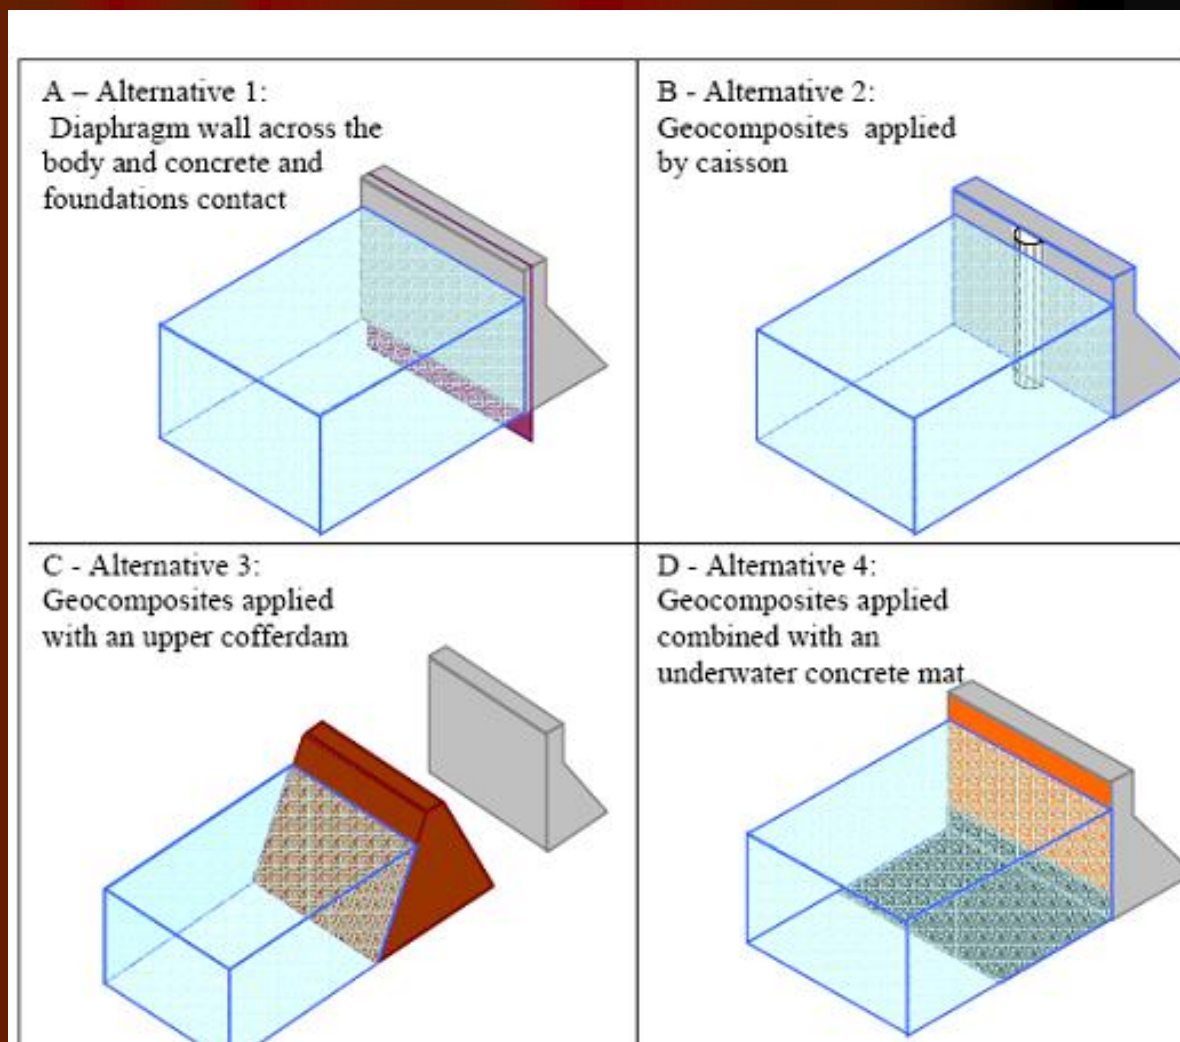 A – Alternative 1:
Diaphragm wall across the
body and concrete and
foundations contact
B - Alternative 2:
Geocomposites applied
by caisson
C - Alternative 3:
Geocomposites applied
with an upper cofferdam
D - Alternative 4:
Geocomposites applied
combined with an
underwater concrete mat